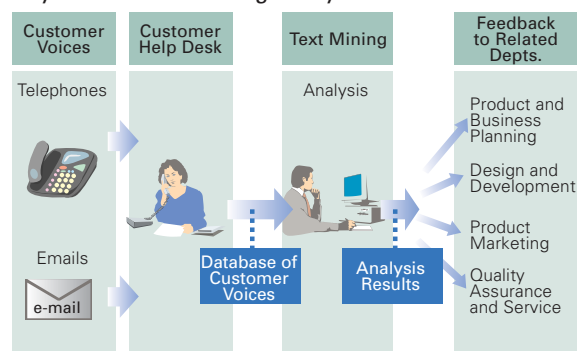 Customer
Voices
Customer
Help Desk
Text Mining
Feedback
to Related
Depts.
Telephones
Emails
e-mail
Database of
Customer
Voices
Analysis
Analysis
Results
Product and
Business
Planning
Design and
Development
Product
Marketing
Quality
Assurance
and Service